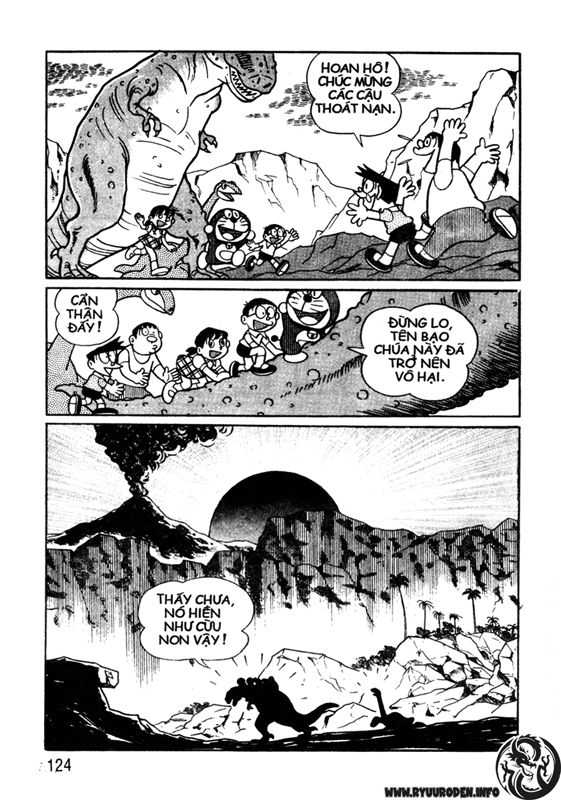 HOAN HÔ!
CHÚC MỪNG
CÁC CẬU
THOÁT NẠN.
CẨN
THẬN
ĐẤY!
ĐỪNG LO,
TÊN BẠO
CHÚA NÀY ĐÃ
TRỞ NÊN
VÔ HẠI.
THẤY CHƯA,
NÓ HIỀN
NHƯ CỪU
NON VẬY!
124
WWW.RYUURODEN.INFO